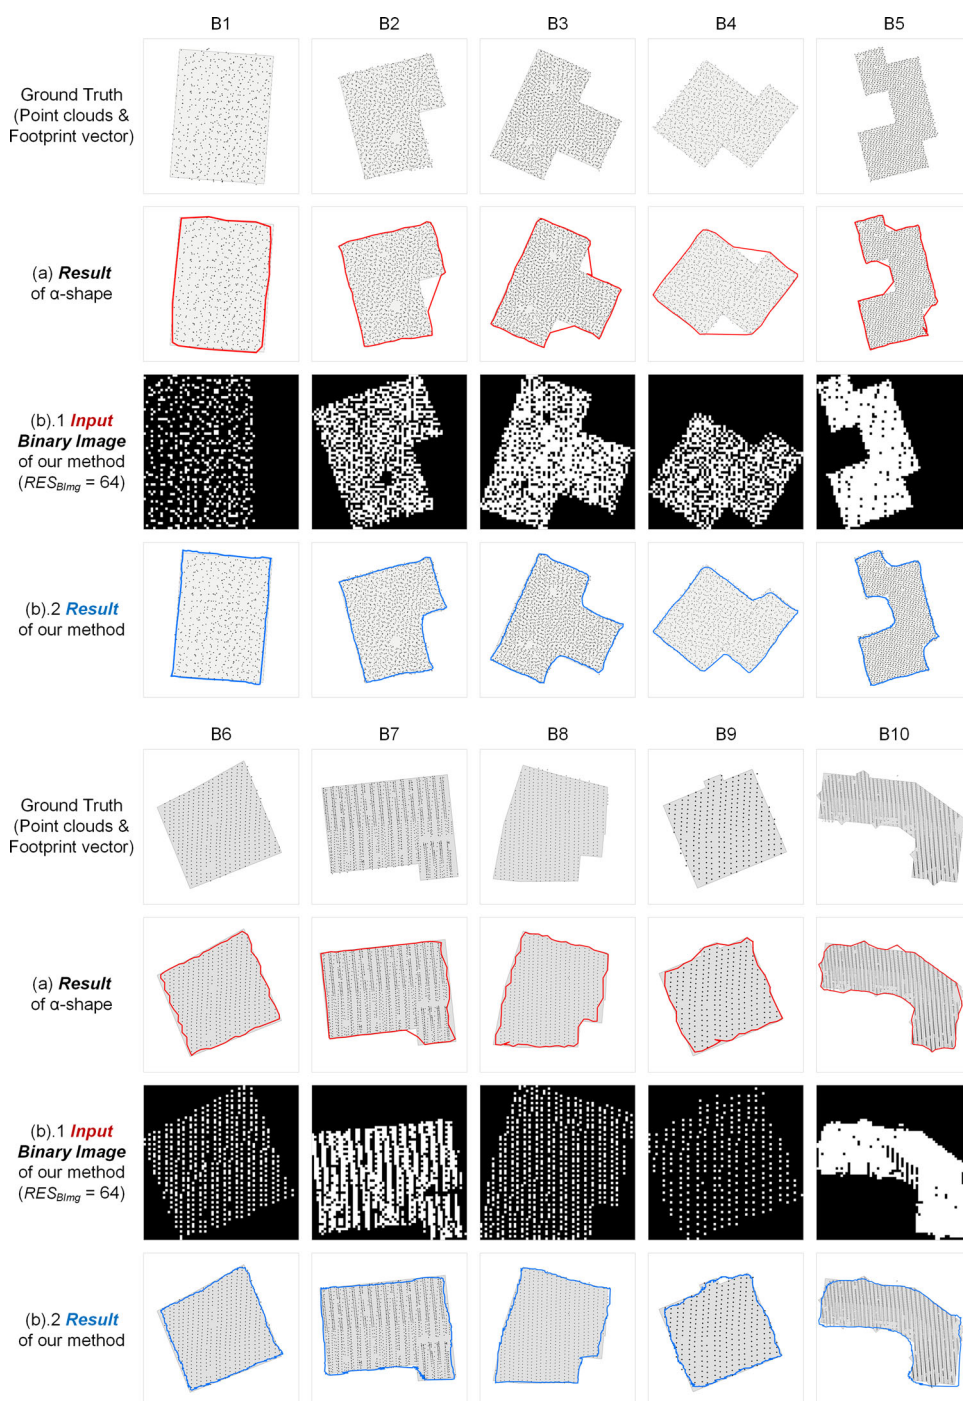 B1 B2 B3 B4 B5
Ground Truth
(Point clouds &
Footprint vector)
(a) Result
of α-shape
(b).1 Input
Binary Image
of our method
(RES_BImg = 64)
(b).2 Result
of our method
B6 B7 B8 B9 B10
Ground Truth
(Point clouds &
Footprint vector)
(a) Result
of α-shape
(b).1 Input
Binary Image
of our method
(RES_BImg = 64)
(b).2 Result
of our method